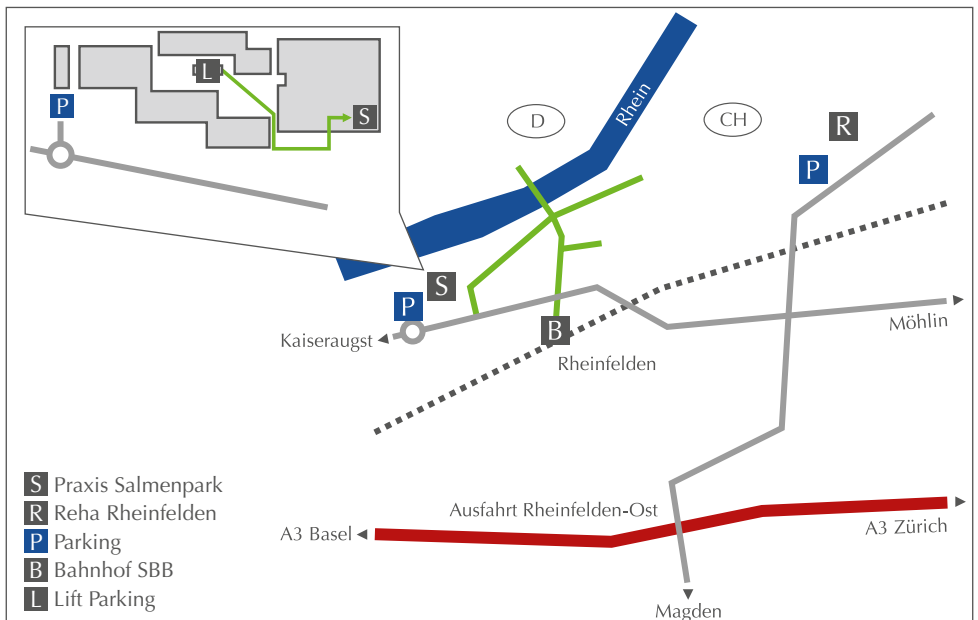 L
P
S
D
Rhein
CH
R
P
S
P
Kaiseraugst
B
Rheinfelden
Möhlin
S Praxis Salmenpark
R Reha Rheinfelden
P Parking
B Bahnhof SBB
L Lift Parking
Ausfahrt Rheinfelden-Ost
A3 Basel
A3 Zürich
Magden